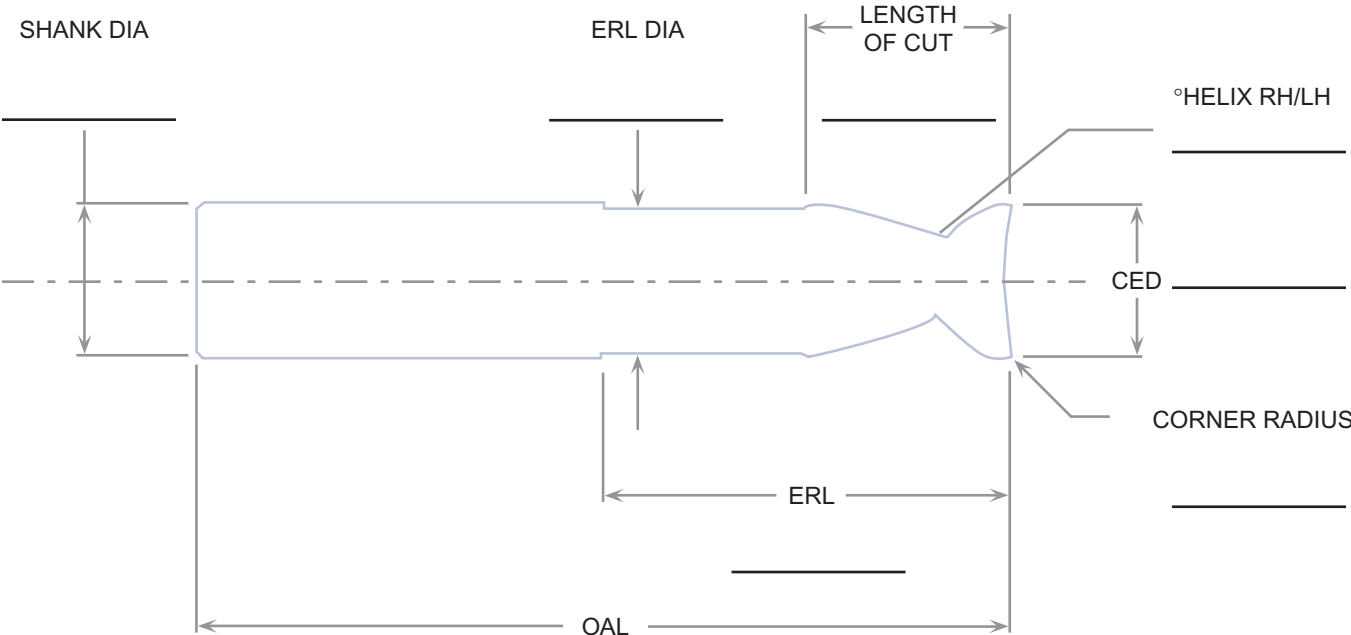 SHANK DIA
ERL DIA
LENGTH
OF CUT
°HELIX RH/LH
CED
CORNER RADIUS
ERL
OAL